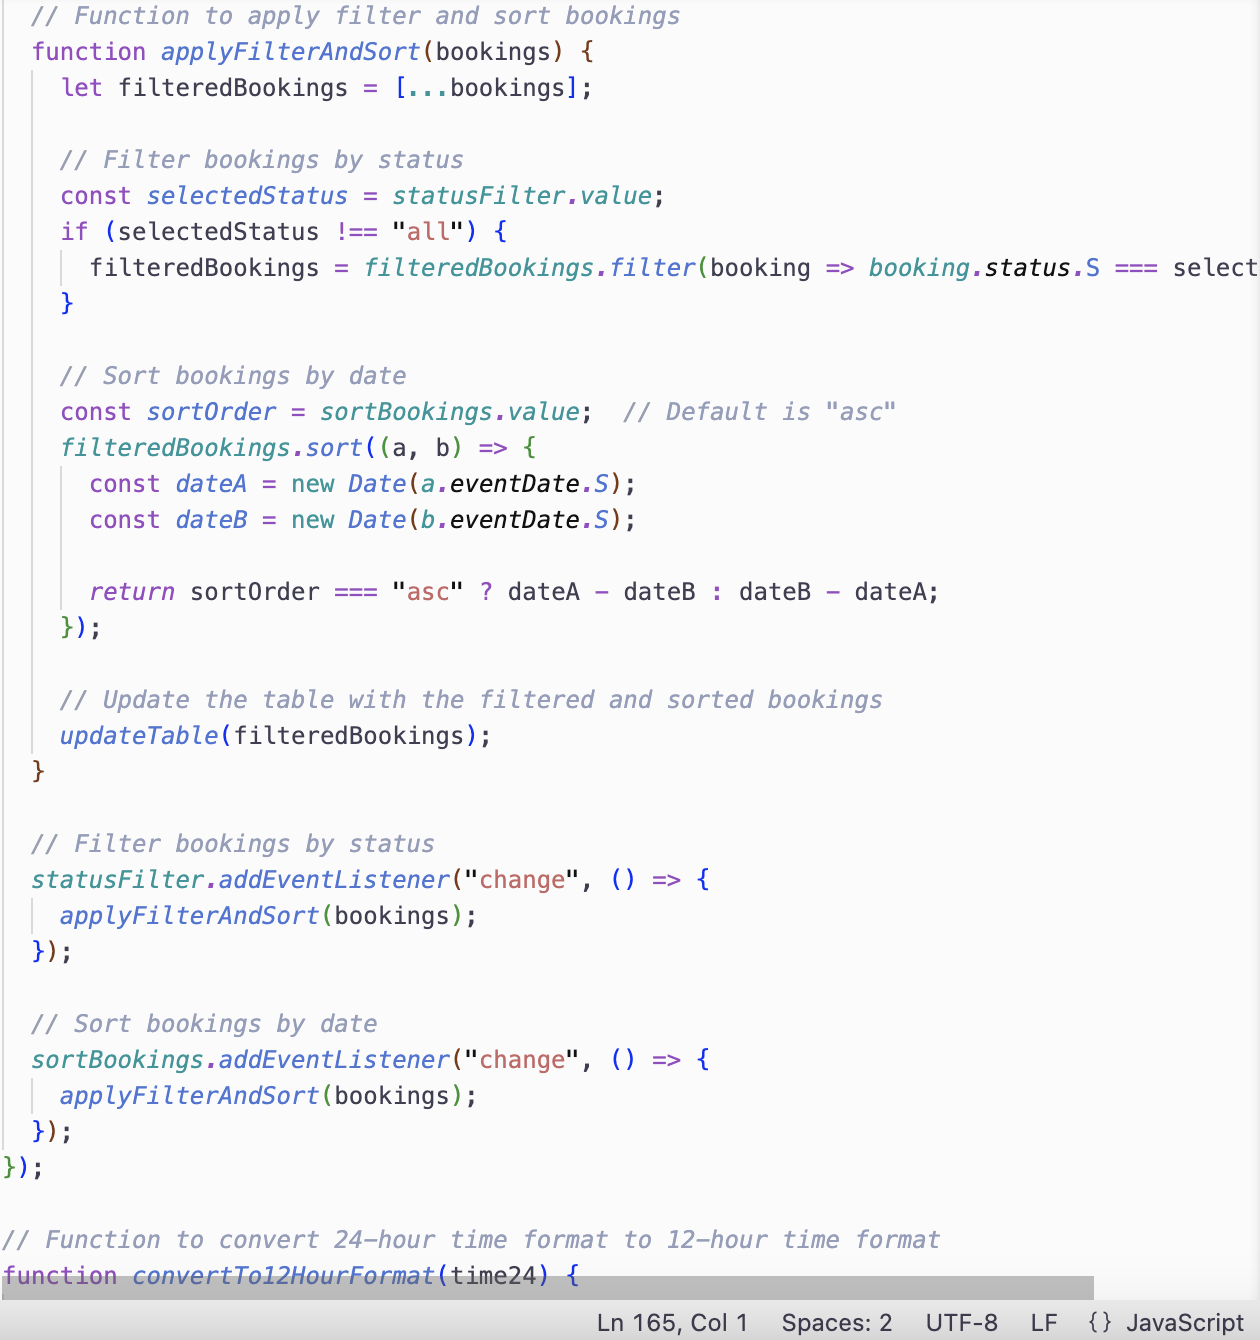 // Function to apply filter and sort bookings
function applyFilterAndSort(bookings) {
let filteredBookings = [...bookings];
// Filter bookings by status
const selectedStatus = statusFilter.value;
if (selectedStatus !== "all") {
filteredBookings = filteredBookings.filter(booking => booking.status.S === select
}
// Sort bookings by date
const sortOrder = sortBookings.value;  // Default is "asc"
filteredBookings.sort((a, b) => {
const dateA = new Date(a.eventDate.S);
const dateB = new Date(b.eventDate.S);
return sortOrder === "asc" ? dateA - dateB : dateB - dateA;
});
// Update the table with the filtered and sorted bookings
updateTable(filteredBookings);
}
// Filter bookings by status
statusFilter.addEventListener("change", () => {
applyFilterAndSort(bookings);
});
// Sort bookings by date
sortBookings.addEventListener("change", () => {
applyFilterAndSort(bookings);
});
});
// Function to convert 24-hour time format to 12-hour time format
function convertTo12HourFormat(time24) {
Ln 165, Col 1 Spaces: 2 UTF-8 LF {} JavaScript